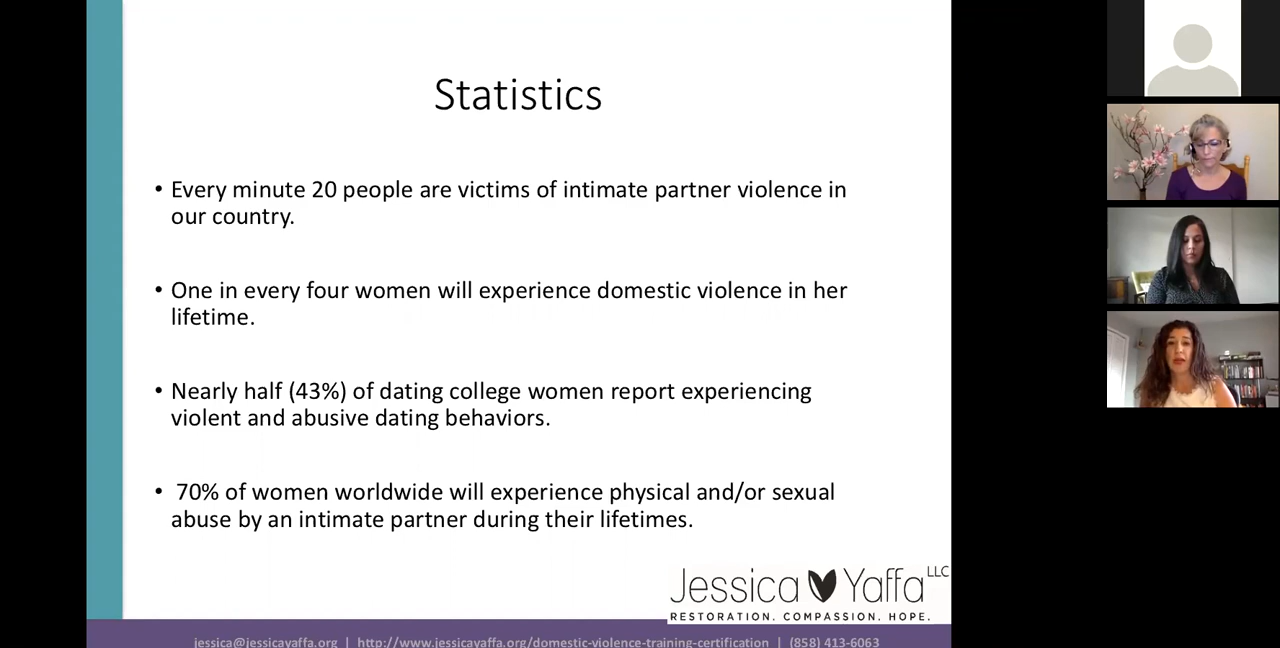 Statistics
• Every minute 20 people are victims of intimate partner violence in
our country.
• One in every four women will experience domestic violence in her
lifetime.
• Nearly half (43%) of dating college women report experiencing
violent and abusive dating behaviors.
• 70% of women worldwide will experience physical and/or sexual
abuse by an intimate partner during their lifetimes.
Jessica Yaffa LLC
RESTORATION. COMPASSION. HOPE.
jessica@jessicayaffa.org | http://www.jessicayaffa.org/domestic-violence-training-certification | (858) 413-6063